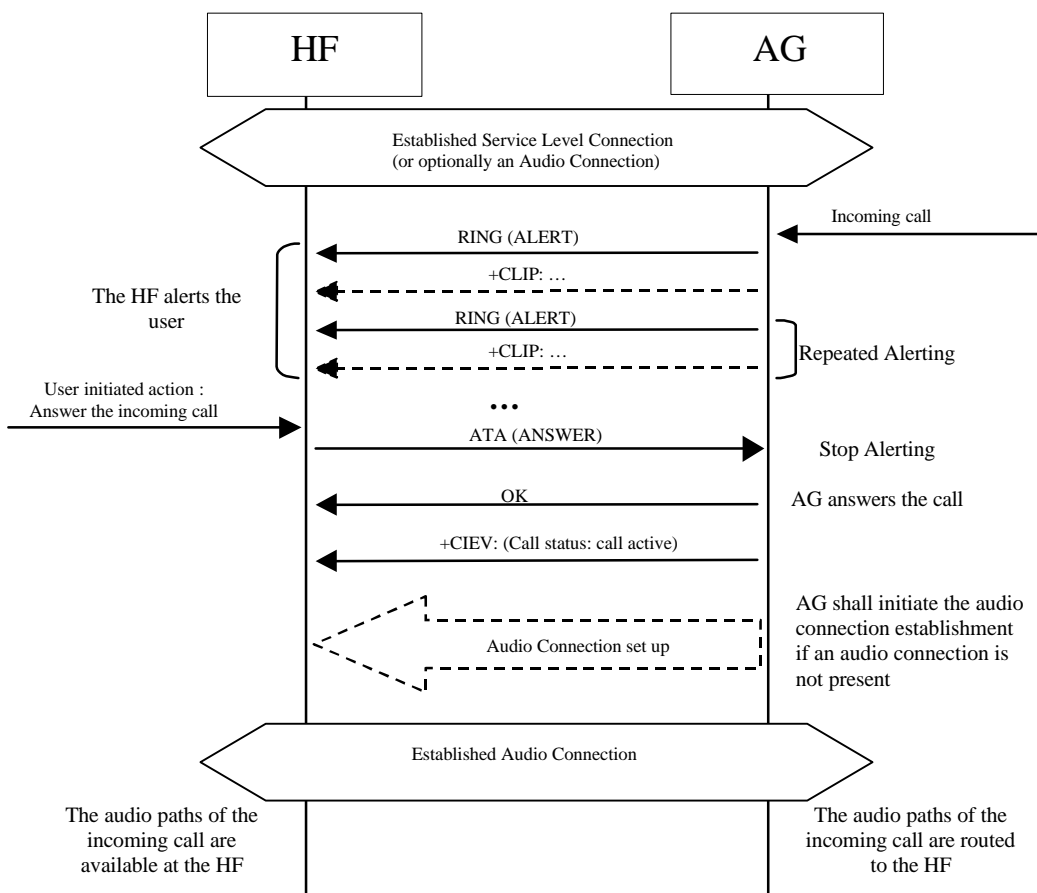 HF
AG
Established Service Level Connection
(or optionally an Audio Connection)
Incoming call
RING (ALERT)
+CLIP: …
The HF alerts the
user
RING (ALERT)
+CLIP: …
Repeated Alerting
User initiated action :
Answer the incoming call
…
ATA (ANSWER)
Stop Alerting
OK
AG answers the call
+CIEV: (Call status: call active)
AG shall initiate the audio
connection establishment
if an audio connection is
not present
Audio Connection set up
Established Audio Connection
The audio paths of the
incoming call are
available at the HF
The audio paths of the
incoming call are routed
to the HF